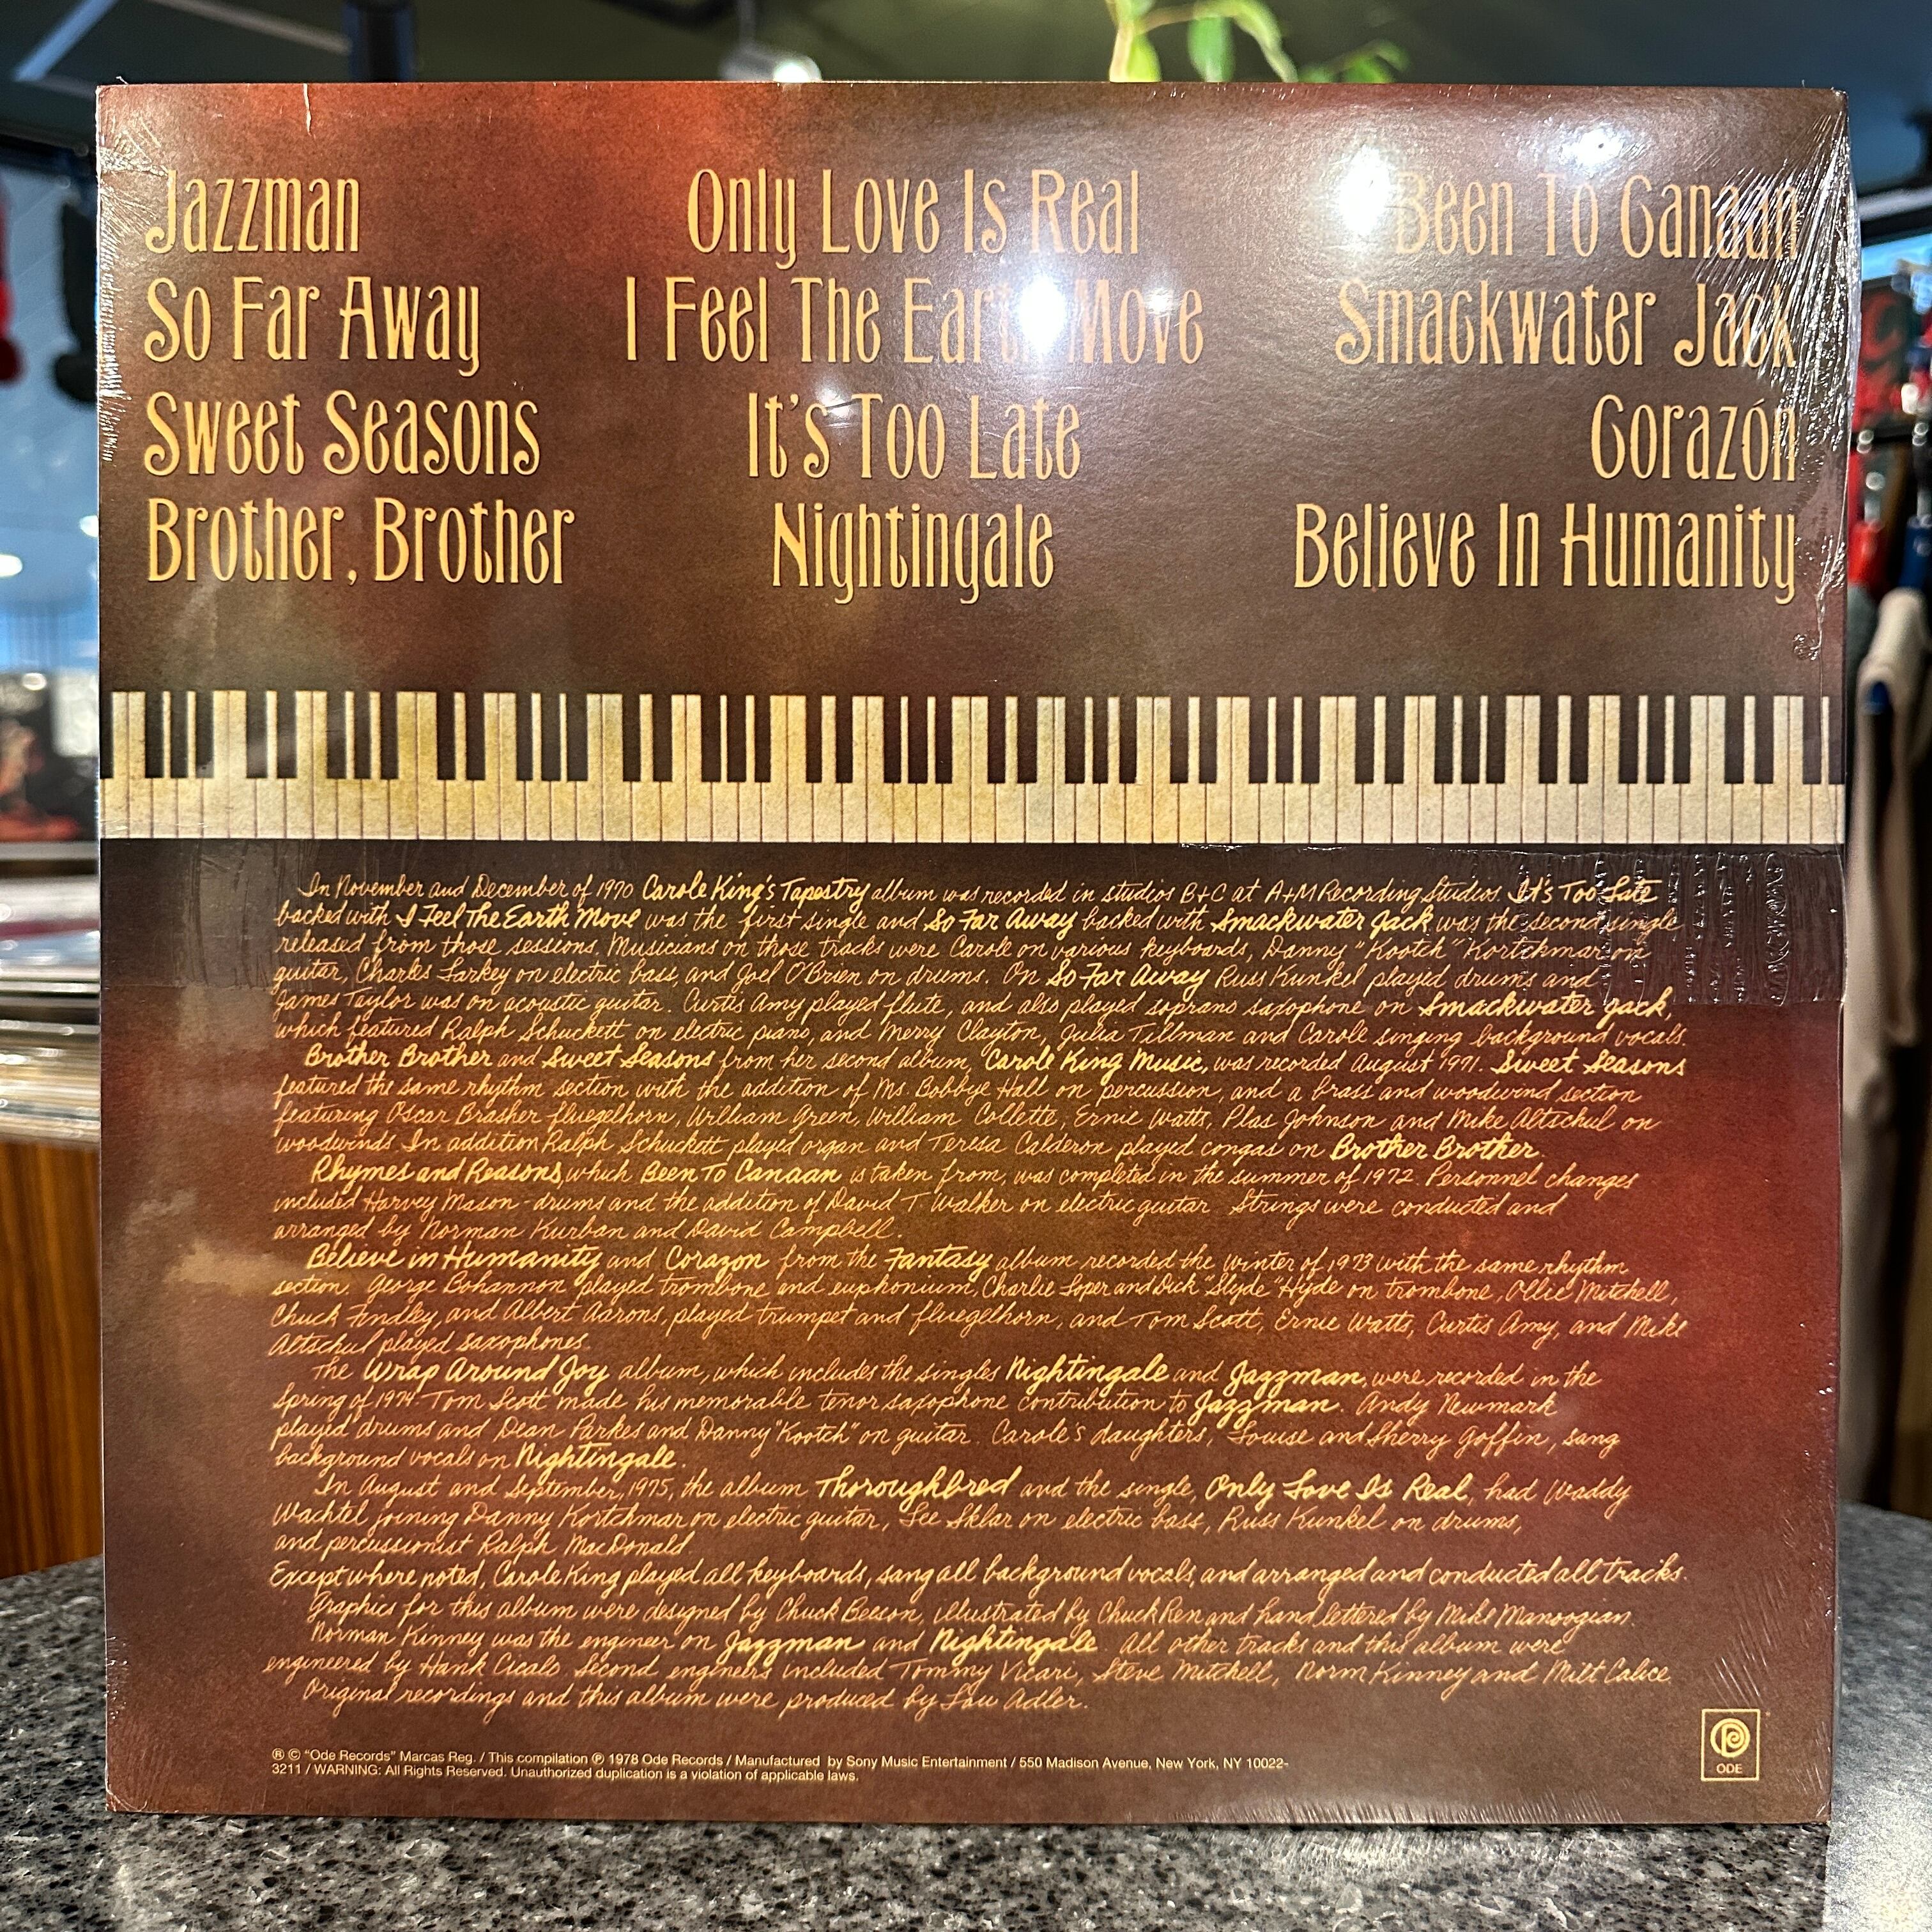 Jazzman
So Far Away
Sweet Seasons
Brother, Brother
Only Love Is Real
I Feel The Earth Move
It's Too Late
Nightingale
Been To Canaan
Smackwater Jack
Corazón
Believe In Humanity
In November and December of 1970 Carole King's Tapestry album was recorded in studios B+C at A+M Recording Studios. It's Too Late
backed with I Feel The Earth Move was the first single and So Far Away backed with Smackwater Jack was the second single
released from those sessions. Musicians on those tracks were Carole on various keyboards, Danny "Kootch" Kortchmar on
guitar, Charles Larkey on electric bass, and Joel O'Brien on drums. On So Far Away Russ Kunkel played drums and
James Taylor was on acoustic guitar. Curtis Amy played flute, and also played soprano saxophone on Smackwater Jack,
which featured Ralph Schuckett on electric piano, and Merry Clayton, Julia Tillman and Carole singing background vocals.
Brother Brother and Sweet Seasons from her second album, Carole King Music, was recorded August 1971. Sweet Seasons
featured the same rhythm section with the addition of Ms. Bobbye Hall on percussion, and a brass and woodwind section
featuring Oscar Brasher fluegelhorn, William Green, William Collette, Ernie Watts, Plas Johnson and Mike Altschul on
woodwinds. In addition Ralph Schuckett played organ and Teresa Calderon played congas on Brother Brother.
Rhymes and Reasons, which Been To Canaan is taken from, was completed in the summer of 1972. Personnel changes
included Harvey Mason - drums and the addition of David T. Walker on electric guitar. Strings were conducted and
arranged by Norman Kurban and David Campbell.
Believe in Humanity and Corazon from the Fantasy album recorded the winter of 1973 with the same rhythm
section. George Bohannon played trombone and euphonium, Charlie Loper and Dick "Slyde" Hyde on trombone, Ollie Mitchell,
Chuck Findley, and Albert Aarons, played trumpet and fluegelhorn, and Tom Scott, Ernie Watts, Curtis Amy, and Mike
Altschul played saxophones.
The Wrap Around Joy album, which includes the singles Nightingale and Jazzman, were recorded in the
Spring of 1974. Tom Scott made his memorable tenor saxophone contribution to Jazzman. Andy Newmark
played drums and Dean Parkes and Danny "Kootch" on guitar. Carole's daughters, Louise and Sherry Goffin, sang
background vocals on Nightingale.
In August and September, 1975, the album Thoroughbred and the single, Only Love Is Real, had Waddy
Wachtel joining Danny Kortchmar on electric guitar, Lee Sklar on electric bass, Russ Kunkel on drums,
and percussionist Ralph MacDonald
Except where noted, Carole King played all keyboards, sang all background vocals, and arranged and conducted all tracks.
Graphics for this album were designed by Chuck Beeson, illustrated by Chuck Ren and hand lettered by Mike Manoogian.
Norman Kinney was the engineer on Jazzman and Nightingale. All other tracks and this album were
engineered by Hank Cicalo. Second engineers included Tommy Vicari, Steve Mitchell, Norm Kinney and Milt Calice
Original recordings and this album were produced by Lou Adler.
® © "Ode Records" Marcas Reg. / This compilation ℗ 1978 Ode Records / Manufactured by Sony Music Entertainment / 550 Madison Avenue, New York, NY 10022-
3211 / WARNING: All Rights Reserved. Unauthorized duplication is a violation of applicable laws.
ODE